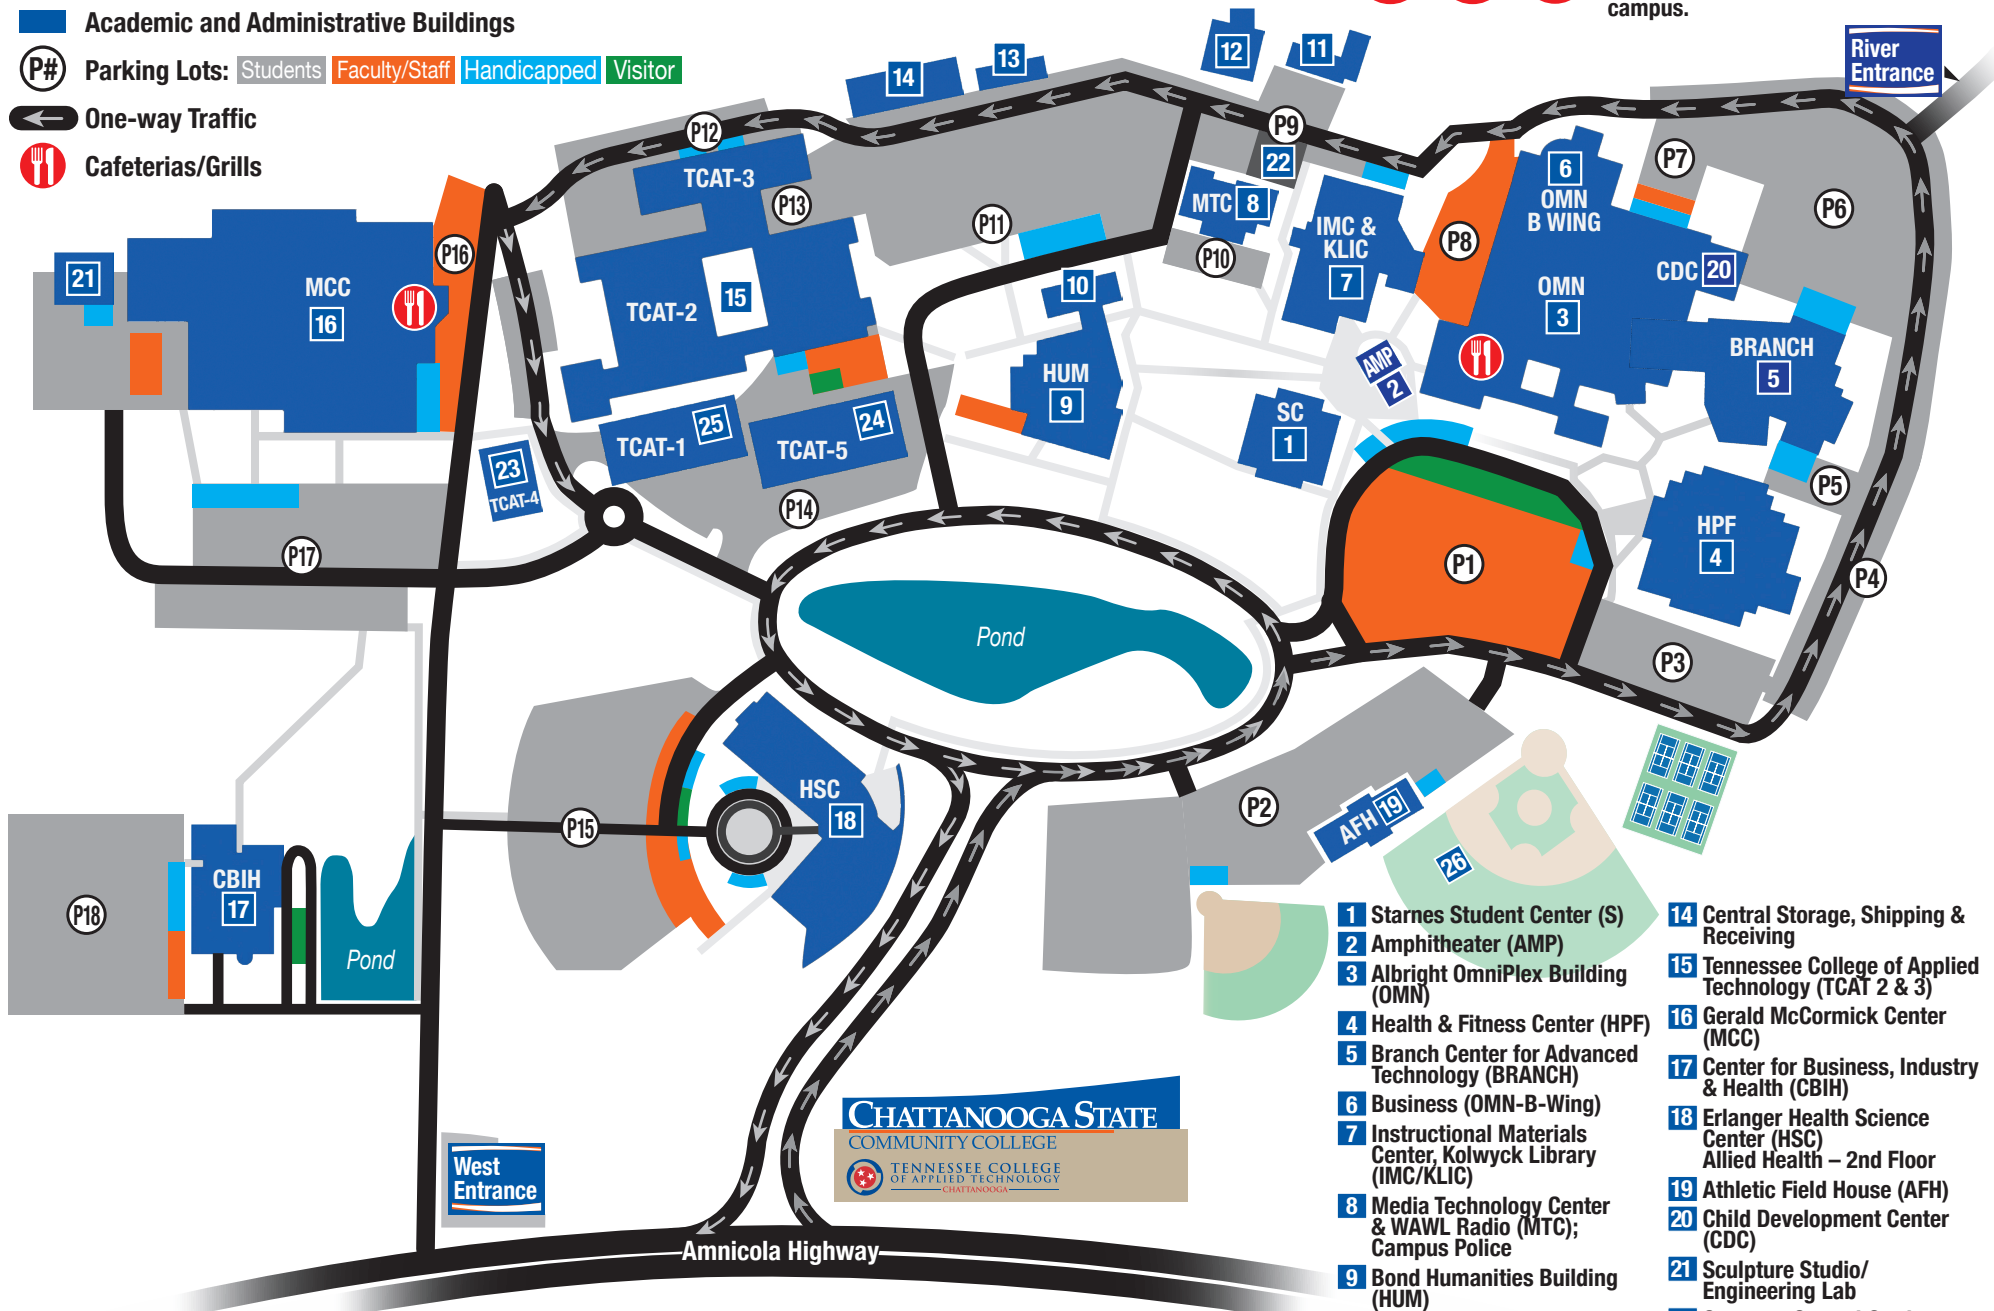 campus.
Academic and Administrative Buildings
P# Parking Lots: Students Faculty/Staff Handicapped Visitor
One-way Traffic
Cafeterias/Grills
River
Entrance
12
11
13
14
P12
P9
22
TCAT-3
P13
P11
MTC 8
P10
IMC &
KLIC
7
P8
6
OMN
B WING
P7
P6
CDC 20
OMN
3
P16
21
MCC
16
TCAT-2
15
10
HUM
9
AMP
2
BRANCH
5
SC
1
TCAT-1
25
TCAT-5
24
23
TCAT-4
P14
P5
HPF
4
P1
P4
P17
P3
Pond
HSC
18
P15
P2
AFH 19
26
CBIH
17
P18
Pond
West
Entrance
CHATTANOOGA STATE
COMMUNITY COLLEGE
TENNESSEE COLLEGE
OF APPLIED TECHNOLOGY
CHATTANOOGA
Amnicola Highway
1 Starnes Student Center (S)
2 Amphitheater (AMP)
3 Albright OmniPlex Building
(OMN)
4 Health & Fitness Center (HPF)
5 Branch Center for Advanced
Technology (BRANCH)
6 Business (OMN-B-Wing)
7 Instructional Materials
Center, Kolwyck Library
(IMC/KLIC)
8 Media Technology Center
& WAWL Radio (MTC);
Campus Police
9 Bond Humanities Building
(HUM)
14 Central Storage, Shipping &
Receiving
15 Tennessee College of Applied
Technology (TCAT 2 & 3)
16 Gerald McCormick Center
(MCC)
17 Center for Business, Industry
& Health (CBIH)
18 Erlanger Health Science
Center (HSC)
Allied Health – 2nd Floor
19 Athletic Field House (AFH)
20 Child Development Center
(CDC)
21 Sculpture Studio/
Engineering Lab